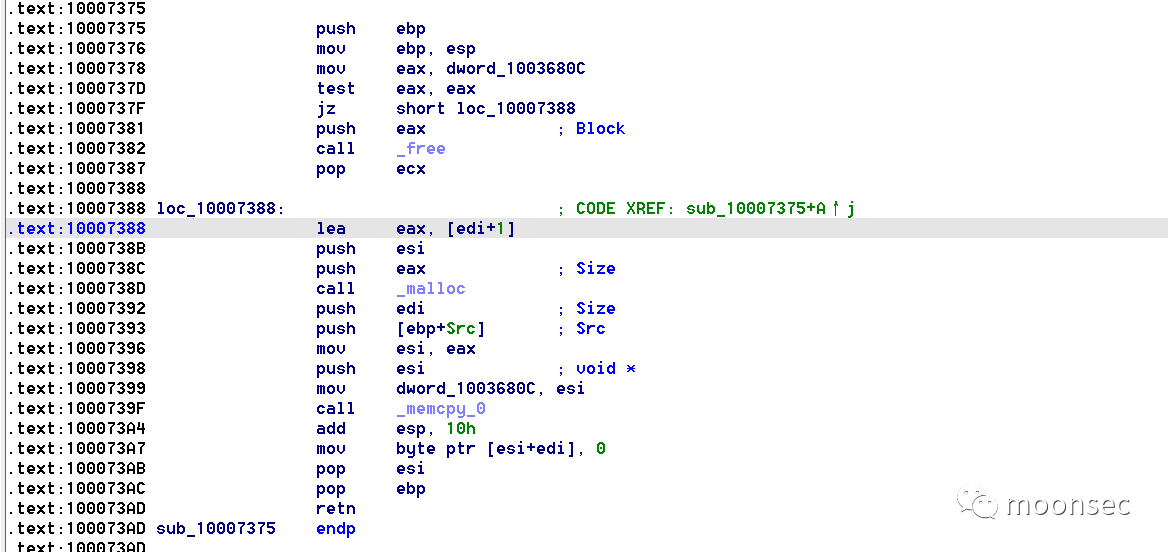 .text:10007375
.text:10007375 push ebp
.text:10007376 mov ebp, esp
.text:10007378 mov eax, dword_1003680C
.text:1000737D test eax, eax
.text:1000737F jz short loc_10007388
.text:10007381 push eax ; Block
.text:10007382 call _free
.text:10007387 pop ecx
.text:10007388
.text:10007388 loc_10007388: ; CODE XREF: sub_10007375+A↑j
.text:10007388 lea eax, [edi+1]
.text:1000738B push esi
.text:1000738C push eax ; Size
.text:1000738D call _malloc
.text:10007392 push edi ; Size
.text:10007393 push [ebp+Src] ; Src
.text:10007396 mov esi, eax
.text:10007398 push esi ; void *
.text:10007399 mov dword_1003680C, esi
.text:1000739F call _memcpy_0
.text:100073A4 add esp, 10h
.text:100073A7 mov byte ptr [esi+edi], 0
.text:100073AB pop esi
.text:100073AC pop ebp
.text:100073AD retn
.text:100073AD sub_10007375 endp
.text:100073AD
moonsec